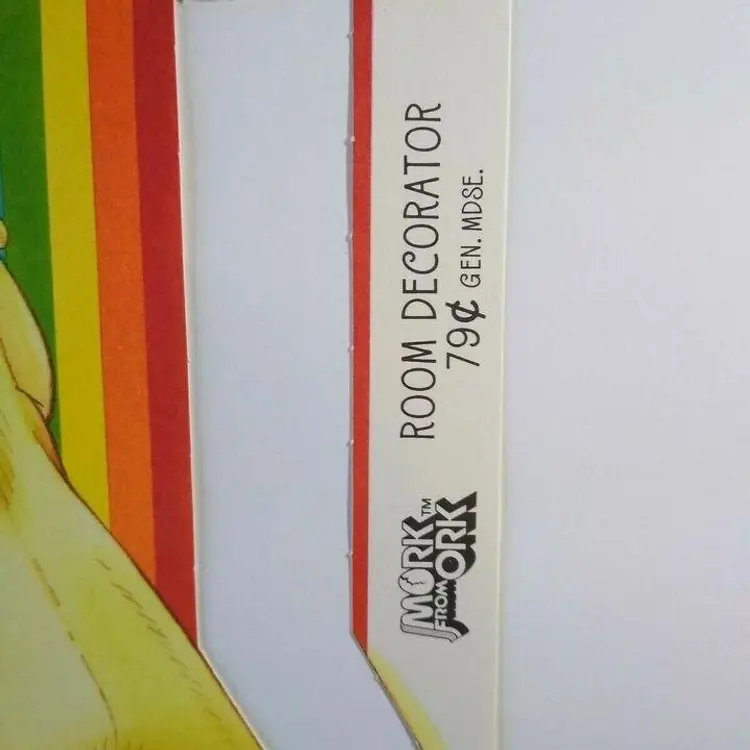 MORK™
FROM ORK
ROOM DECORATOR
79¢ GEN. MDSE.